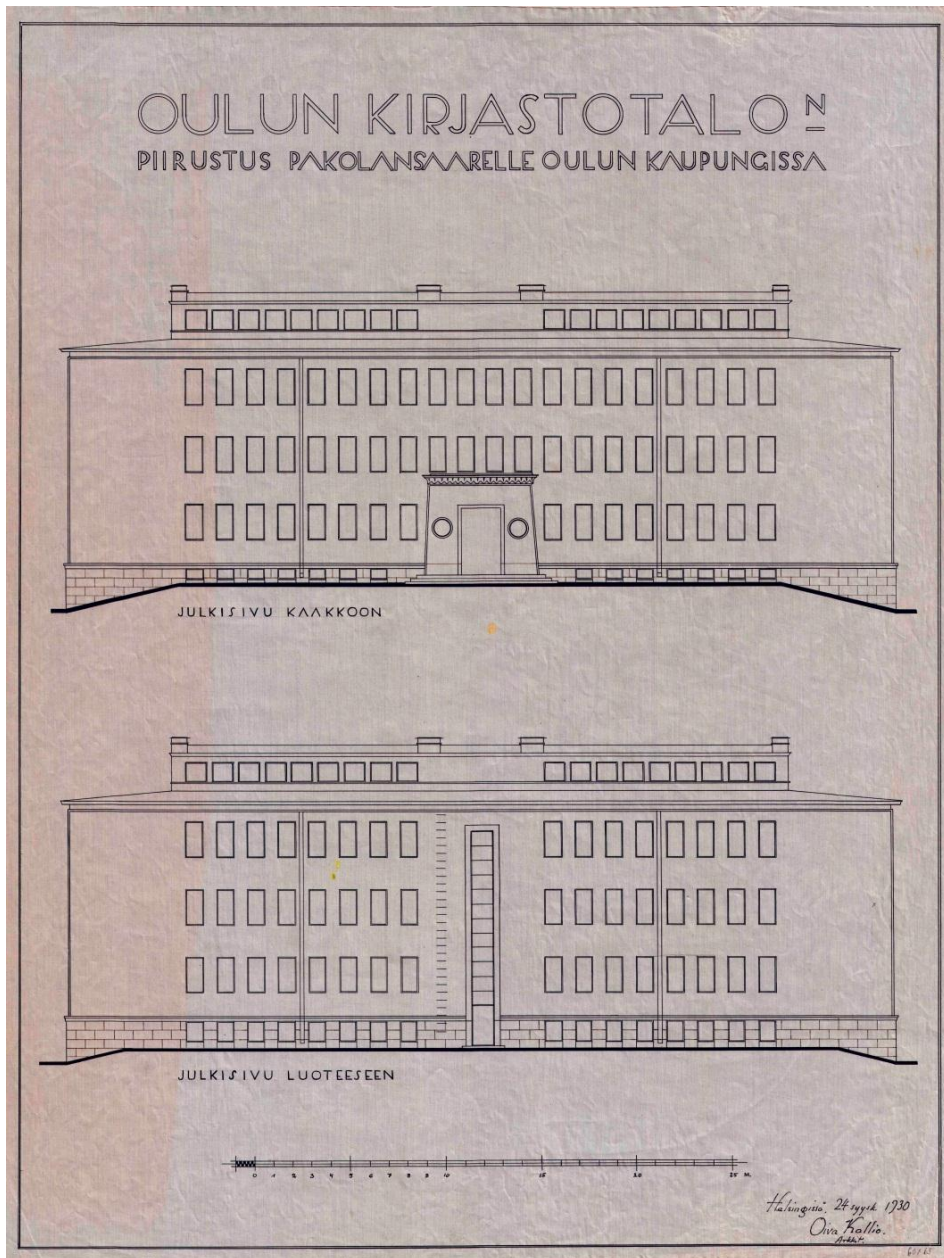 OULUN KIRJASTOTALON
PIIRUSTUS PAKOLANSAARELLE OULUN KAUPUNGISSA
JULKISIVU KAAKKOON
JULKISIVU LUOTEESEEN
0 1 2 3 4 5 6 7 8 9 10 15 20 25 M.
Helsingissä, 24 syysk 1930
Oiva Kallio.
Arkkit.